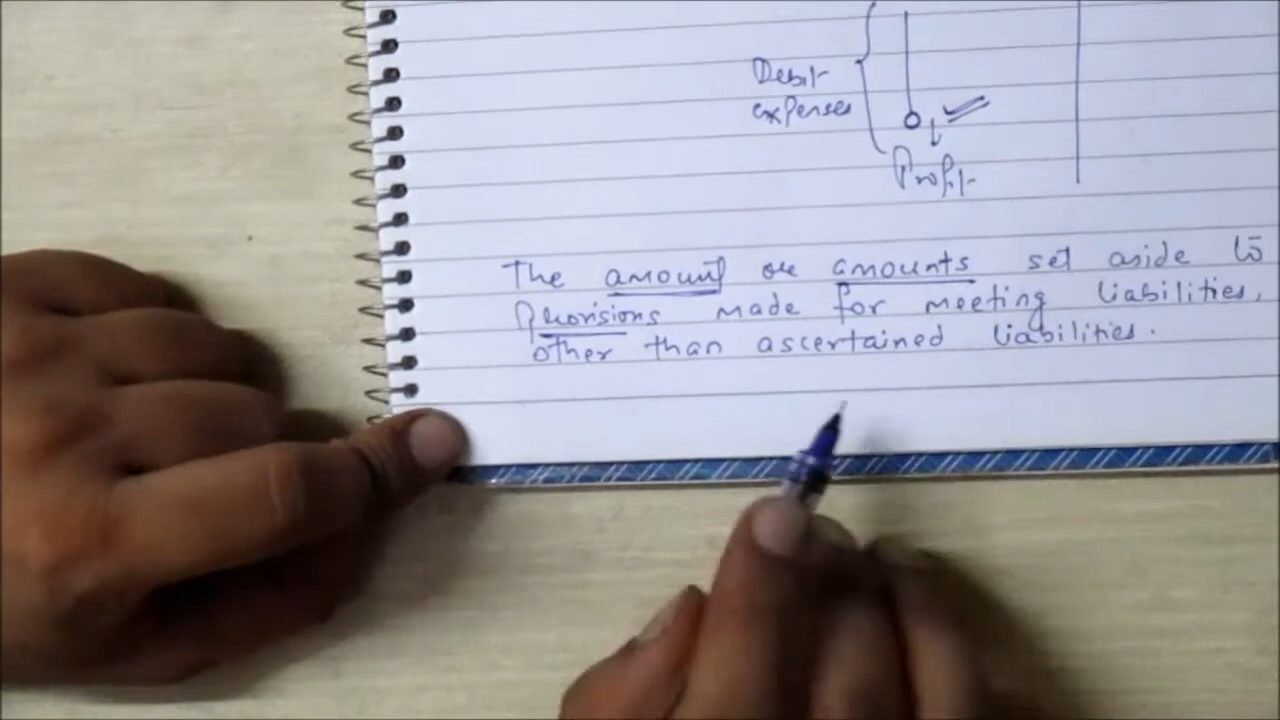 Debit
expenses
Profit
The amount or amounts set aside to
Provisions made for meeting liabilities,
other than ascertained liabilities.